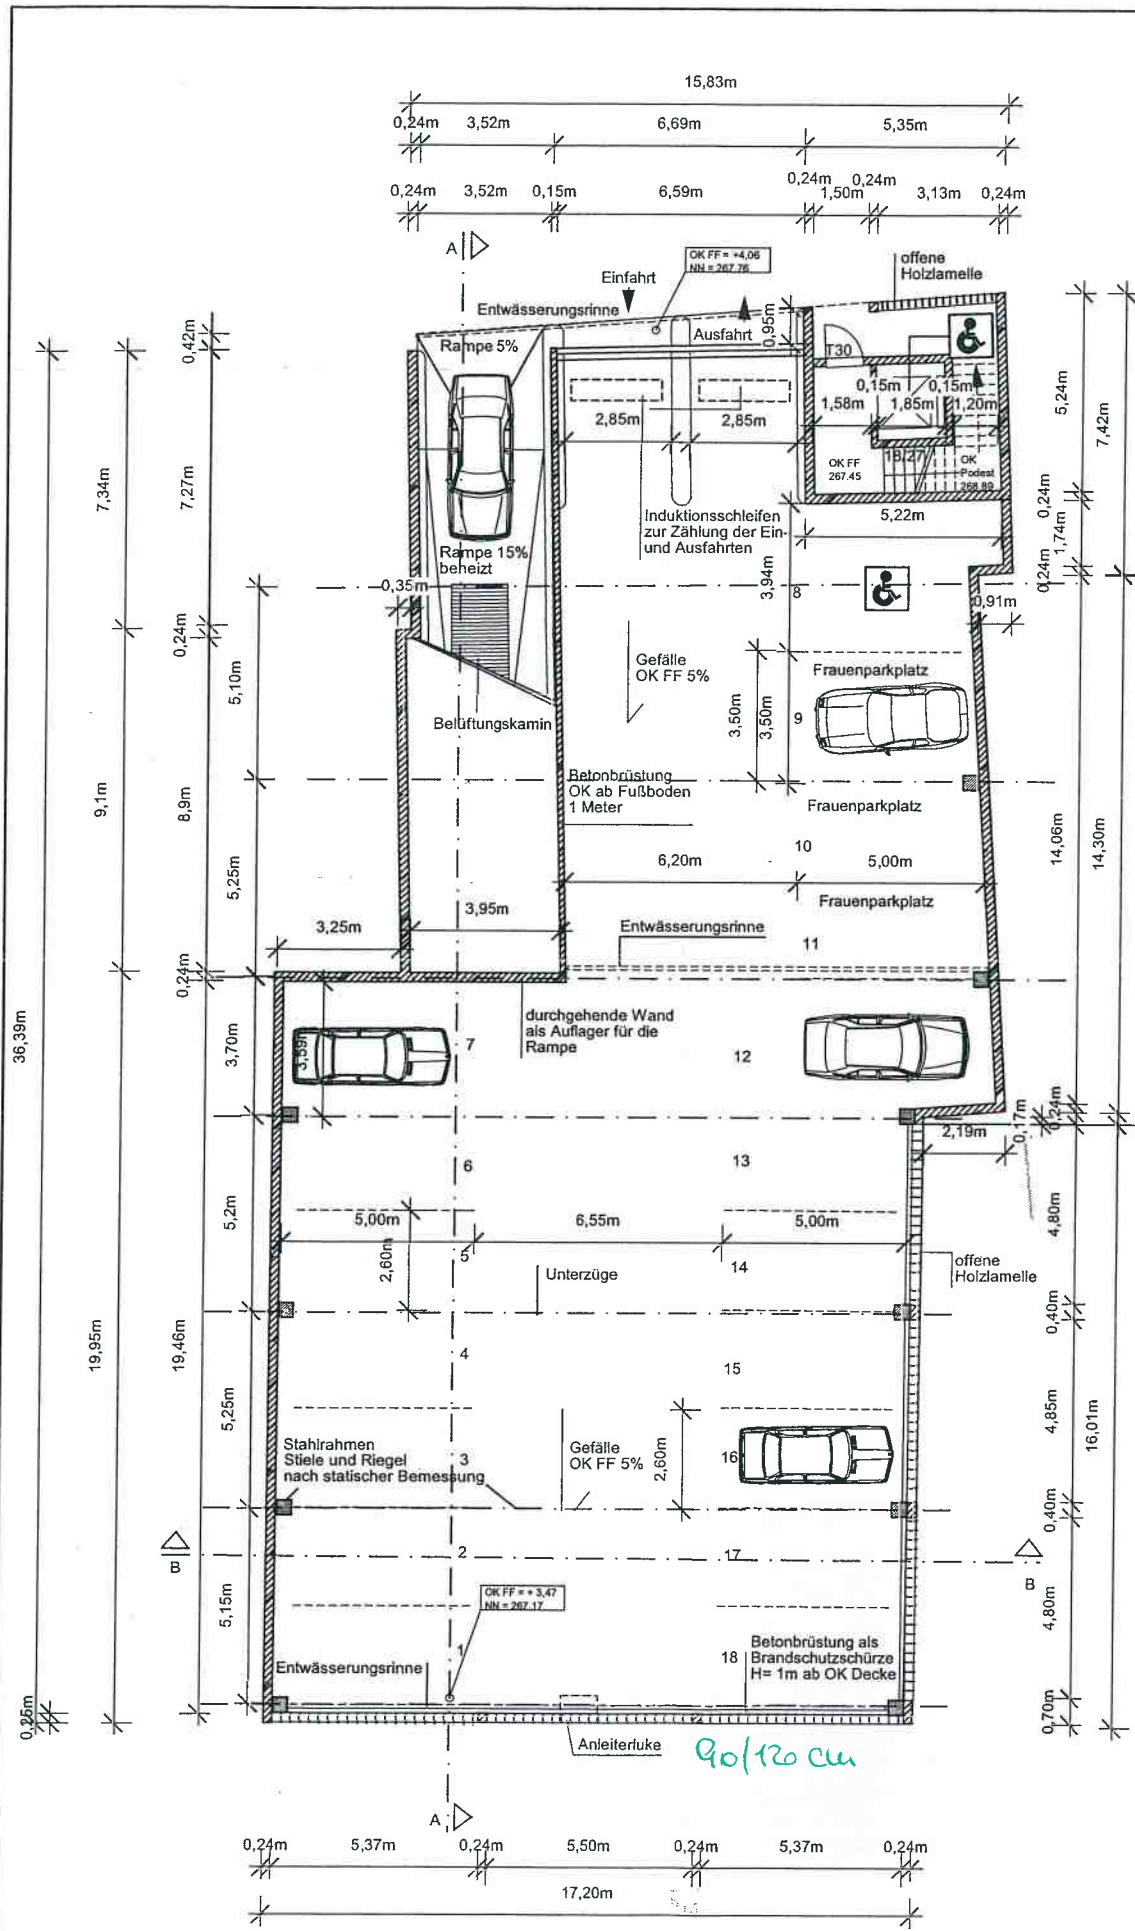 15,83m
0,24m 3,52m 6,69m 5,35m
0,24m 3,52m 0,15m 6,59m 0,24m 1,50m 0,24m 3,13m 0,24m
A
OK FF = +4,06
NN = 267.76
offene
Holzlamelle
Einfahrt
Entwässerungsrinne
Ausfahrt
0,95m
Rampe 5%
T30
0,42m
0,15m 0,15m
2,85m 2,85m
1,58m 1,85m 1,20m
5,24m
7,42m
OK FF
267.45
18/27
OK
Podest
268.89
7,34m
7,27m
Induktionsschleifen
zur Zählung der Ein-
und Ausfahrten
5,22m
0,24m
1,74m
0,24m
Rampe 15%
beheizt
0,35m
3,94m
8
0,91m
0,24m
5,10m
Gefälle
OK FF 5%
Frauenparkplatz
3,50m
3,50m
9
Belüftungskamin
Betonbrüstung
OK ab Fußboden
1 Meter
Frauenparkplatz
9,1m
8,9m
10
14,06m
14,30m
5,25m
6,20m 5,00m
3,95m
Frauenparkplatz
3,25m
Entwässerungsrinne
11
0,24m
36,39m
durchgehende Wand
als Auflager für die
Rampe
3,70m
3,59m
7
12
0,24m
0,17m
2,19m
6
13
5,2m
5,00m 6,55m 5,00m
4,80m
2,60m
5
14
Unterzüge
offene
Holzlamelle
0,40m
19,95m
19,46m
4
15
5,25m
4,85m
16,01m
Stahlrahmen
Stiele und Riegel
nach statischer Bemessung
3
Gefälle
OK FF 5%
2,60m
16
0,40m
B
2
17
B
OK FF = + 3,47
NN = 267.17
5,15m
4,80m
1
18
Betonbrüstung als
Brandschutzschürze
H= 1m ab OK Decke
Entwässerungsrinne
0,25m
0,70m
Anleiterluke
90/120 cm
A
0,24m 5,37m 0,24m 5,50m 0,24m 5,37m 0,24m
17,20m